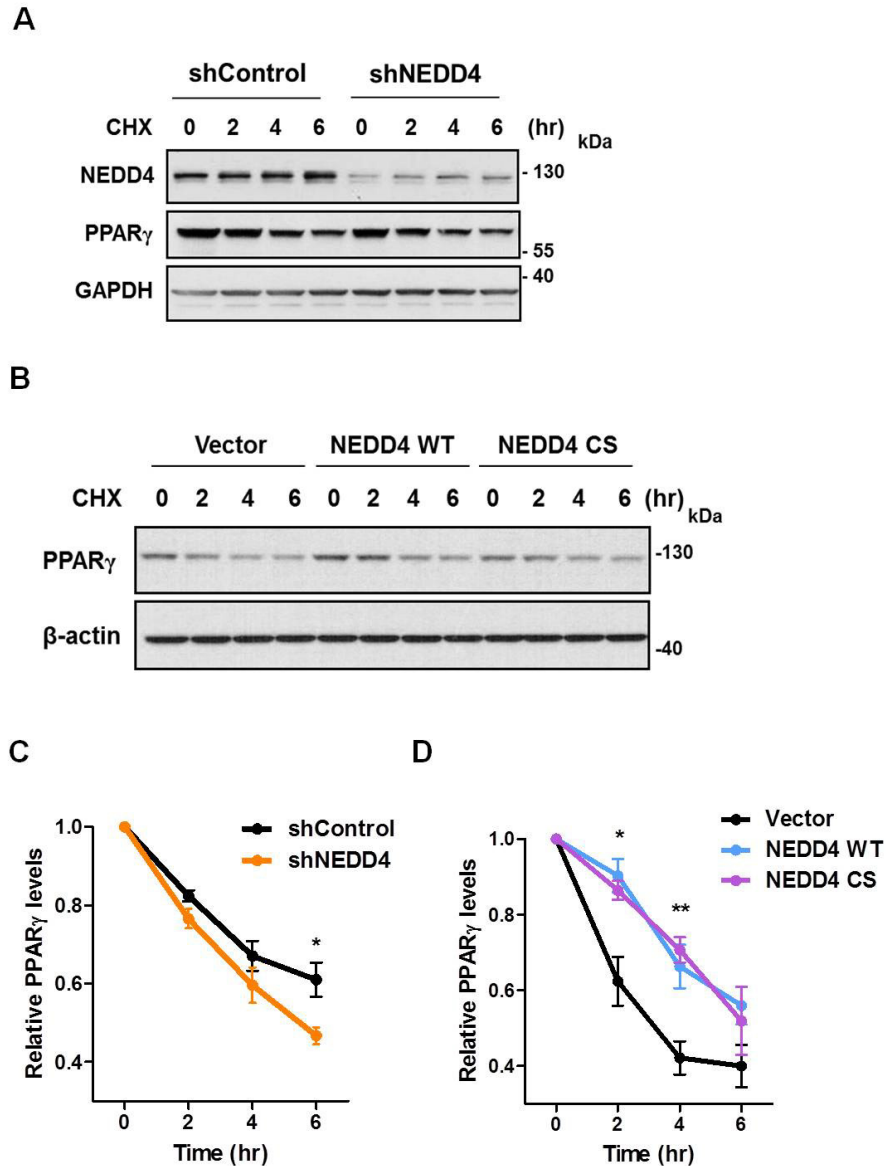 A
shControl shNEDD4
CHX 0 2 4 6 0 2 4 6 (hr) kDa
NEDD4 - 130
PPARγ - 55
GAPDH - 40
B
Vector NEDD4 WT NEDD4 CS
CHX 0 2 4 6 0 2 4 6 0 2 4 6 (hr) kDa
PPARγ -130
β-actin -40
C
Relative PPARγ levels
1.0
0.8
0.6
0.4
shControl
shNEDD4
*
0 2 4 6
Time (hr)
D
Relative PPARγ levels
1.0
0.8
0.6
0.4
Vector
NEDD4 WT
NEDD4 CS
*
**
0 2 4 6
Time (hr)